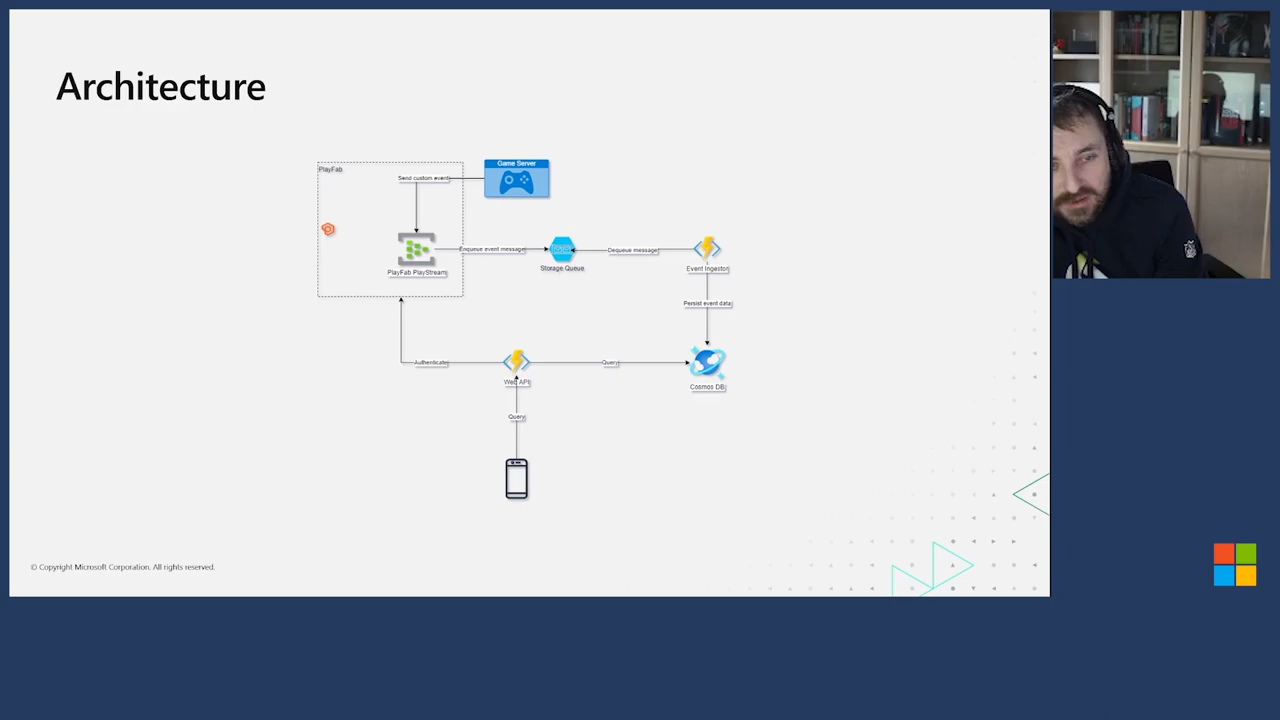 Architecture
PlayFab
Game Server
Send custom event
PlayFab PlayStream
Enqueue event message
Storage Queue
Dequeue message
Event Ingestor
Persist event data
Authenticate
Web API
Query
Cosmos DB
Query
© Copyright Microsoft Corporation. All rights reserved.